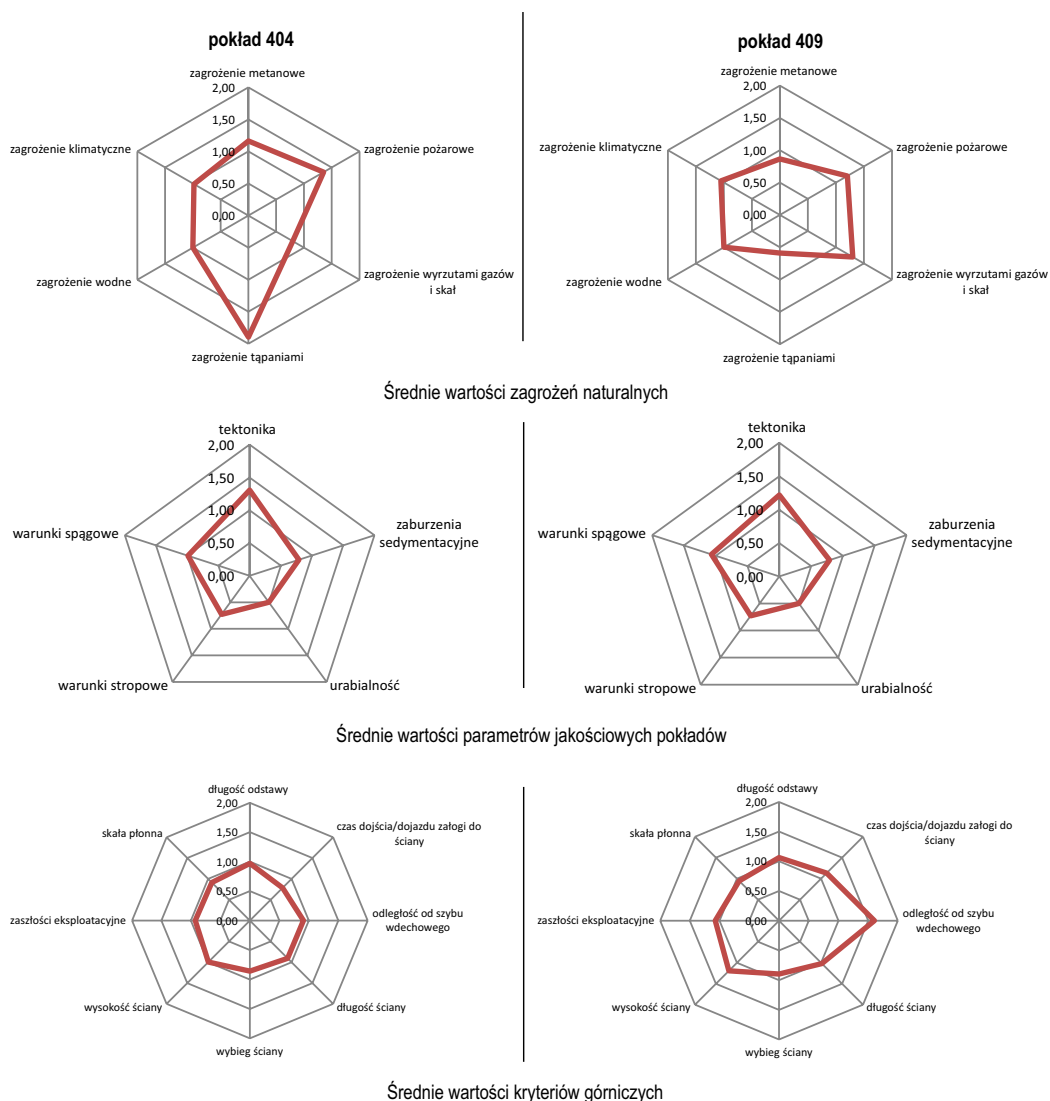 pokład 404
zagrożenie metanowe
2,00
1,50
1,00
0,50
0,00
zagrożenie klimatyczne
zagrożenie pożarowe
zagrożenie wodne
zagrożenie wyrzutami gazów
i skał
zagrożenie tąpaniami
pokład 409
zagrożenie metanowe
2,00
1,50
1,00
0,50
0,00
zagrożenie klimatyczne
zagrożenie pożarowe
zagrożenie wodne
zagrożenie wyrzutami gazów
i skał
zagrożenie tąpaniami
Średnie wartości zagrożeń naturalnych
tektonika
2,00
1,50
1,00
0,50
0,00
warunki spągowe
zaburzenia
sedymentacyjne
warunki stropowe
urabialność
tektonika
2,00
1,50
1,00
0,50
0,00
warunki spągowe
zaburzenia
sedymentacyjne
warunki stropowe
urabialność
Średnie wartości parametrów jakościowych pokładów
długość odstawy
2,00
1,50
1,00
0,50
0,00
skała płonna
czas dojścia/dojazdu załogi do
ściany
zaszłości eksploatacyjne
odległość od szybu
wdechowego
wysokość ściany
długość ściany
wybieg ściany
długość odstawy
2,00
1,50
1,00
0,50
0,00
skała płonna
czas dojścia/dojazdu załogi do
ściany
zaszłości eksploatacyjne
odległość od szybu
wdechowego
wysokość ściany
długość ściany
wybieg ściany
Średnie wartości kryteriów górniczych